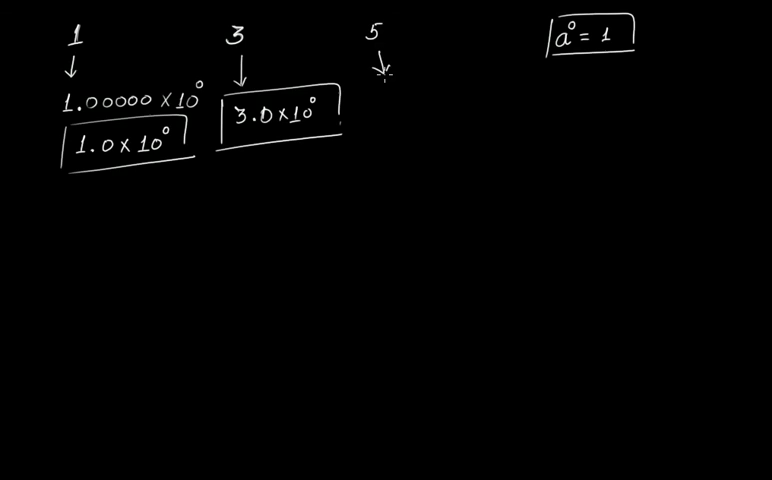 1 3 5 a⁰ = 1
1.00000 × 10⁰
1.0 × 10⁰ 3.0 × 10⁰